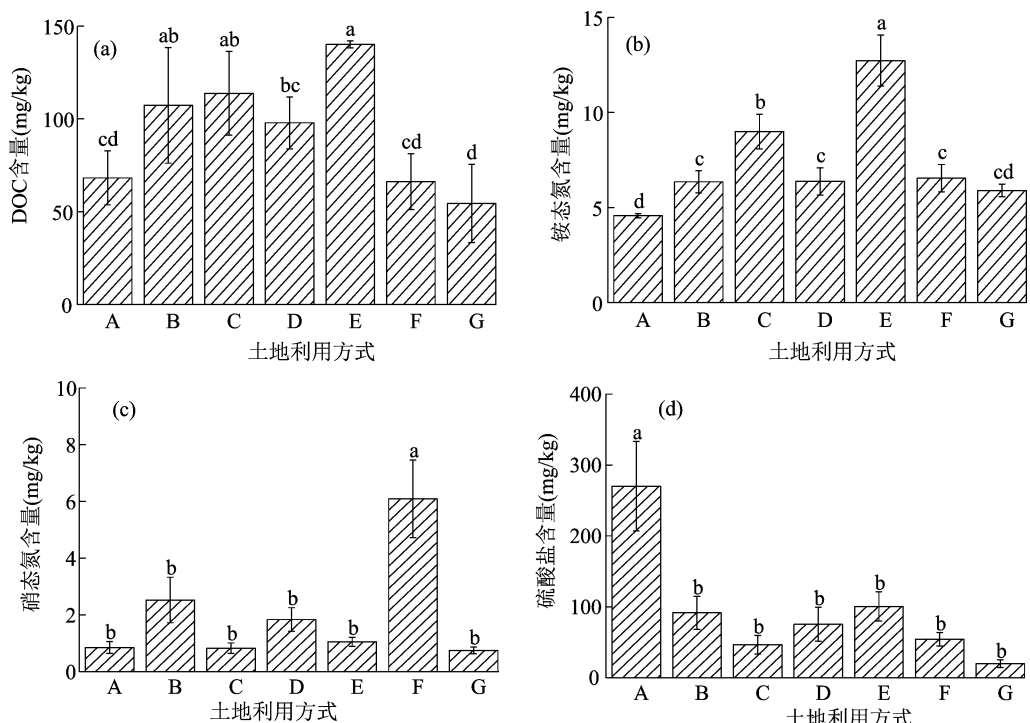 (a)
DOC含量(mg/kg)
150
100
50
0
cd
ab
ab
bc
a
cd
d
A B C D E F G
土地利用方式
(b)
铵态氮含量(mg/kg)
15
10
5
0
d
c
b
c
a
c
cd
A B C D E F G
土地利用方式
(c)
硝态氮含量(mg/kg)
10
8
6
4
2
0
b
b
b
b
b
a
b
A B C D E F G
土地利用方式
(d)
硫酸盐含量(mg/kg)
400
300
200
100
0
a
b
b
b
b
b
b
A B C D E F G
土地利用方式